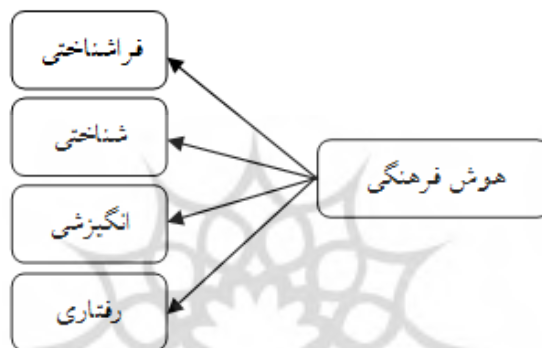 هوش فرهنگی
فراشناختی
شناختی
انگیزشی
رفتاری